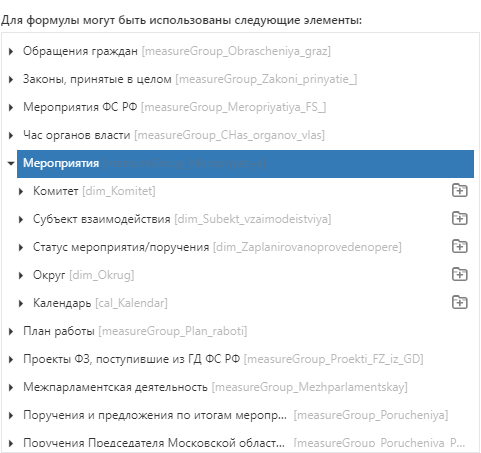 Для формулы могут быть использованы следующие элементы:
Обращения граждан [measureGroup_Obrascheniya_graz]
Законы, принятые в целом [measureGroup_Zakoni_prinyatie_]
Мероприятия ФС РФ [measureGroup_Meropriyatiya_FS_]
Час органов власти [measureGroup_CHas_organov_vlas]
Мероприятия
Комитет [dim_Komitet]
Субъект взаимодействия [dim_Subekt_vzaimodeistviya]
Статус мероприятия/поручения [dim_Zaplanirovanoprovedenopere]
Округ [dim_Okrug]
Календарь [cal_Kalendar]
План работы [measureGroup_Plan_raboti]
Проекты ФЗ, поступившие из ГД ФС РФ [measureGroup_Proekti_FZ_iz_GD]
Межпарламентская деятельность [measureGroup_Mezhparlamentskay]
Поручения и предложения по итогам меропр... [measureGroup_Porucheniya]
Поручения Председателя Московской област... [measureGroup_Porucheniya_P...